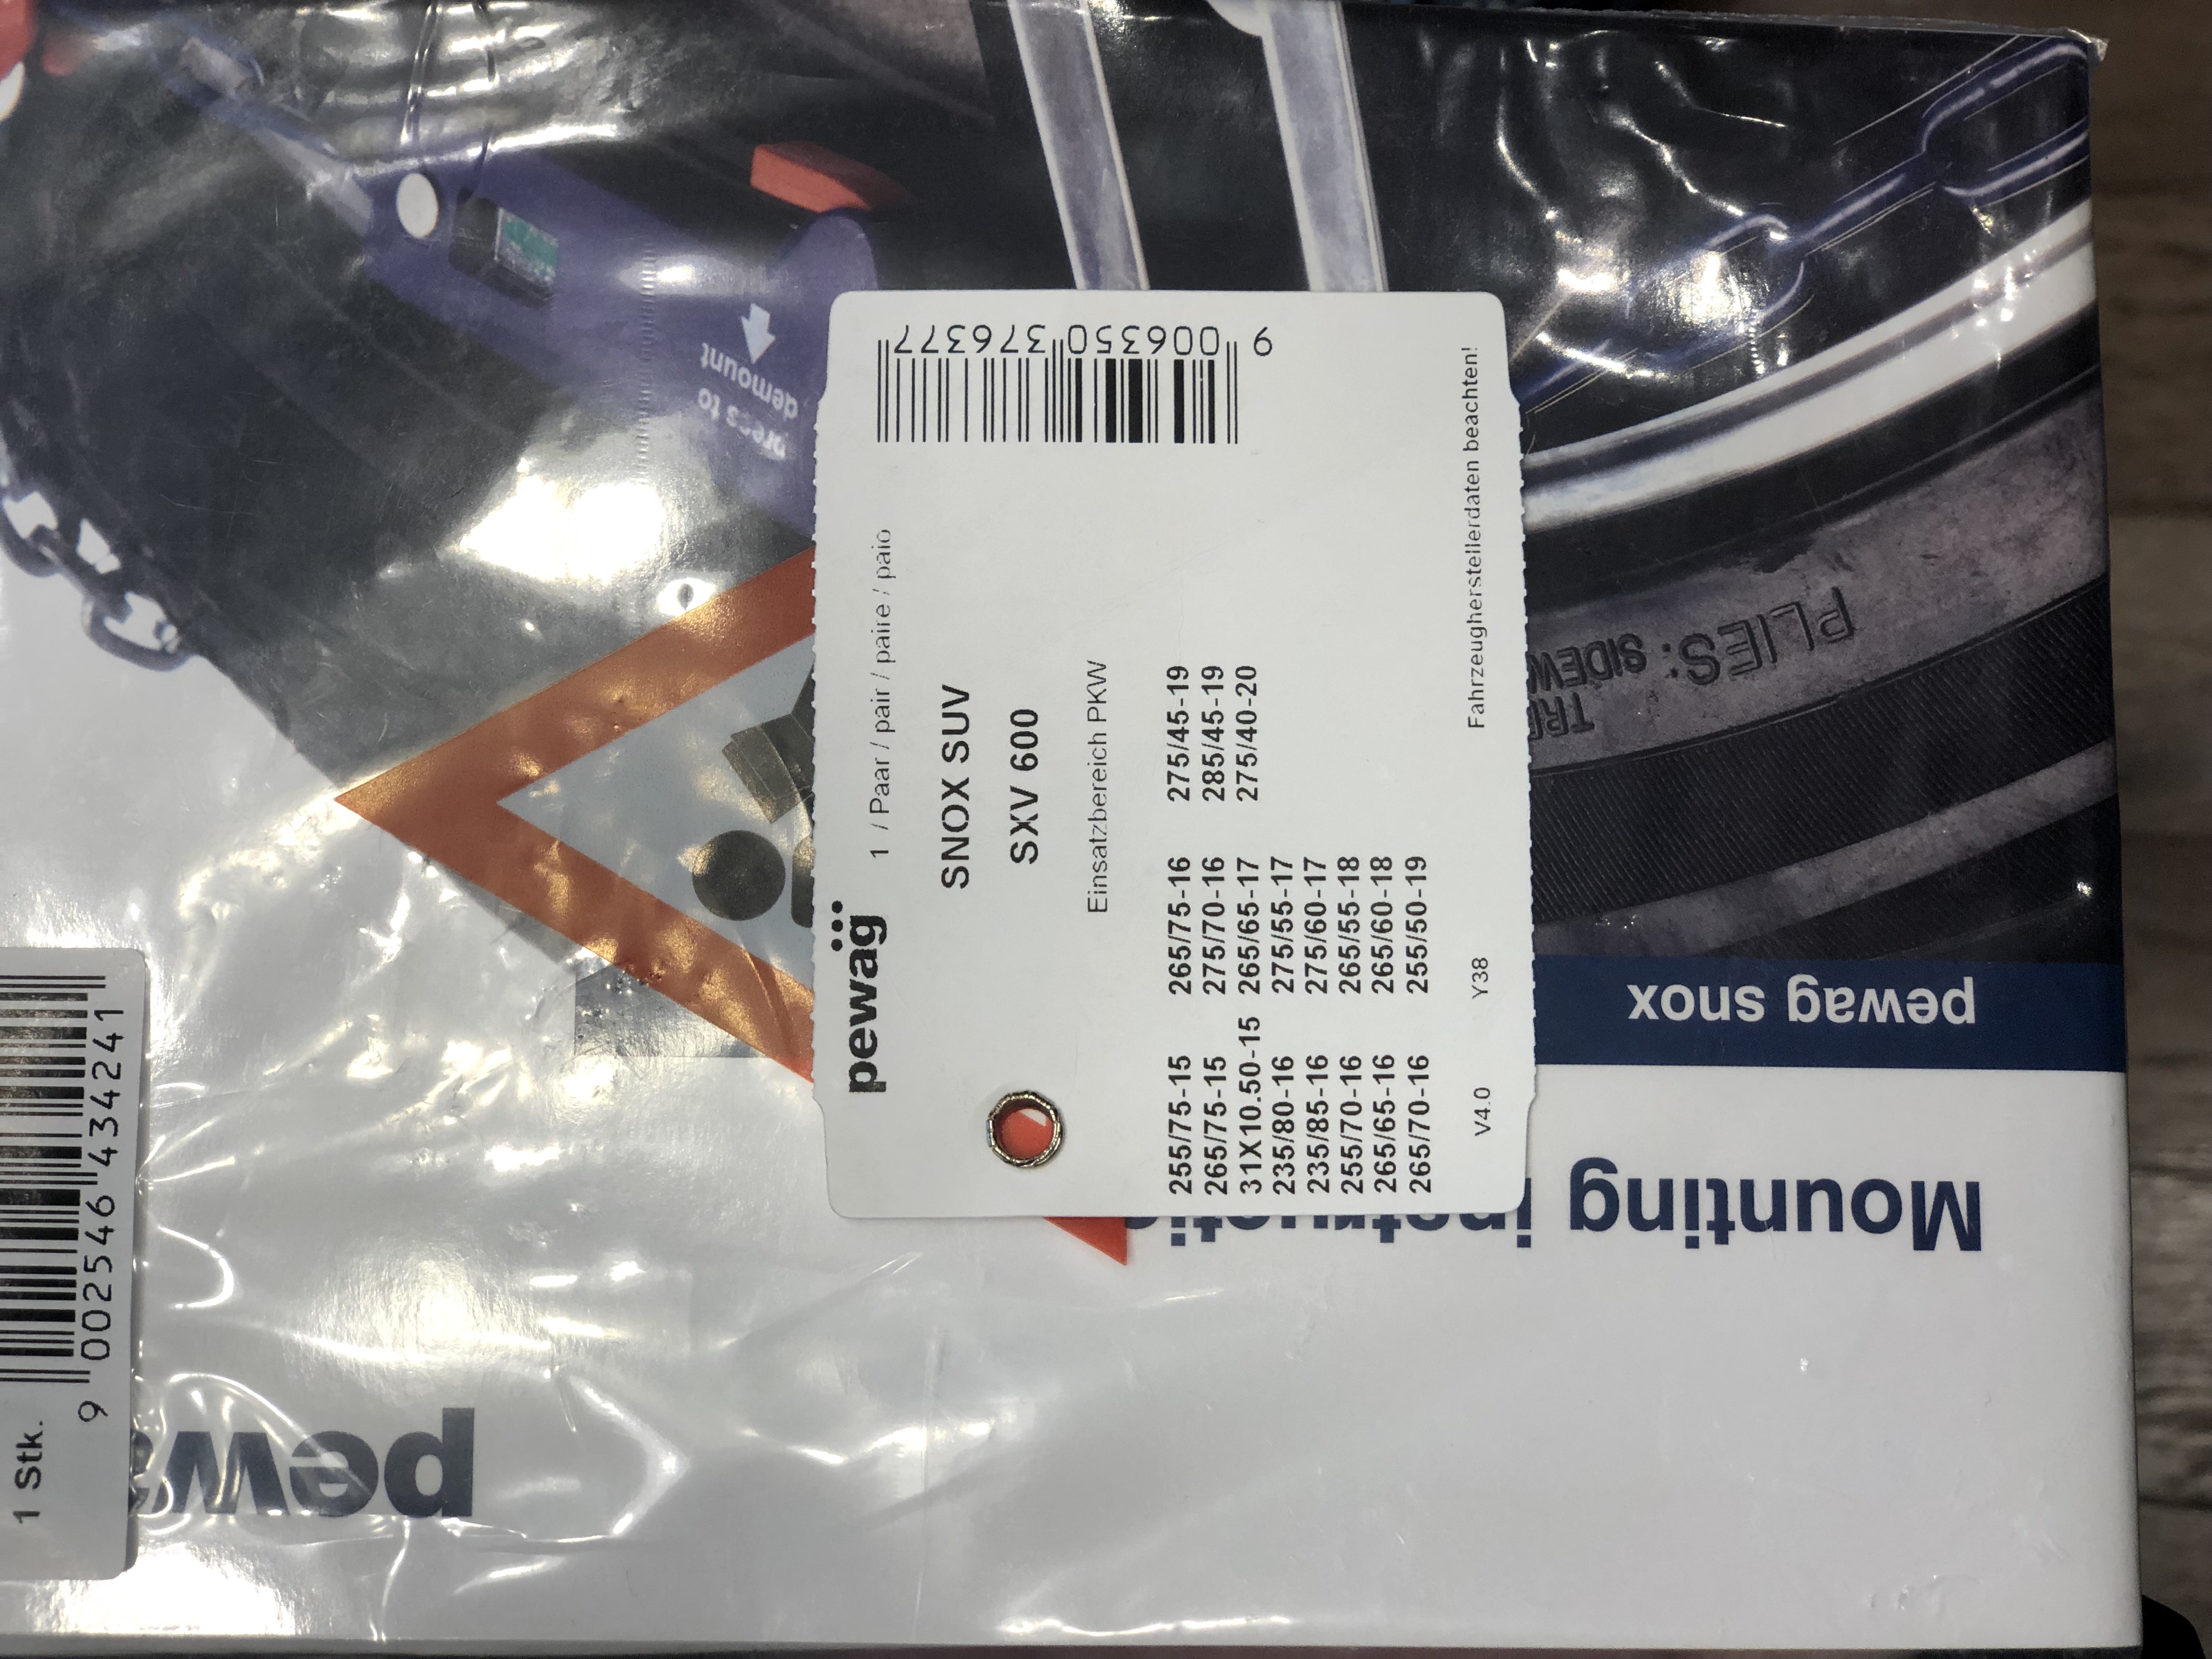 pewag
1 / Paar / pair / paire / paio
SNOX SUV
SXV 600
Einsatzbereich PKW
255/75-15 265/75-16 275/45-19
265/75-15 275/70-16 285/45-19
31X10.50-15 265/65-17 275/40-20
235/80-16 275/55-17
235/85-16 275/60-17
255/70-16 265/55-18
265/65-16 265/60-18
265/70-16 255/50-19
V4.0 Y38 Fahrzeugherstellerdaten beachten!
9 006350 376377
1 Stk.
9 002546 434241
press to
demount
PLIES:
pewag snox
Mounting